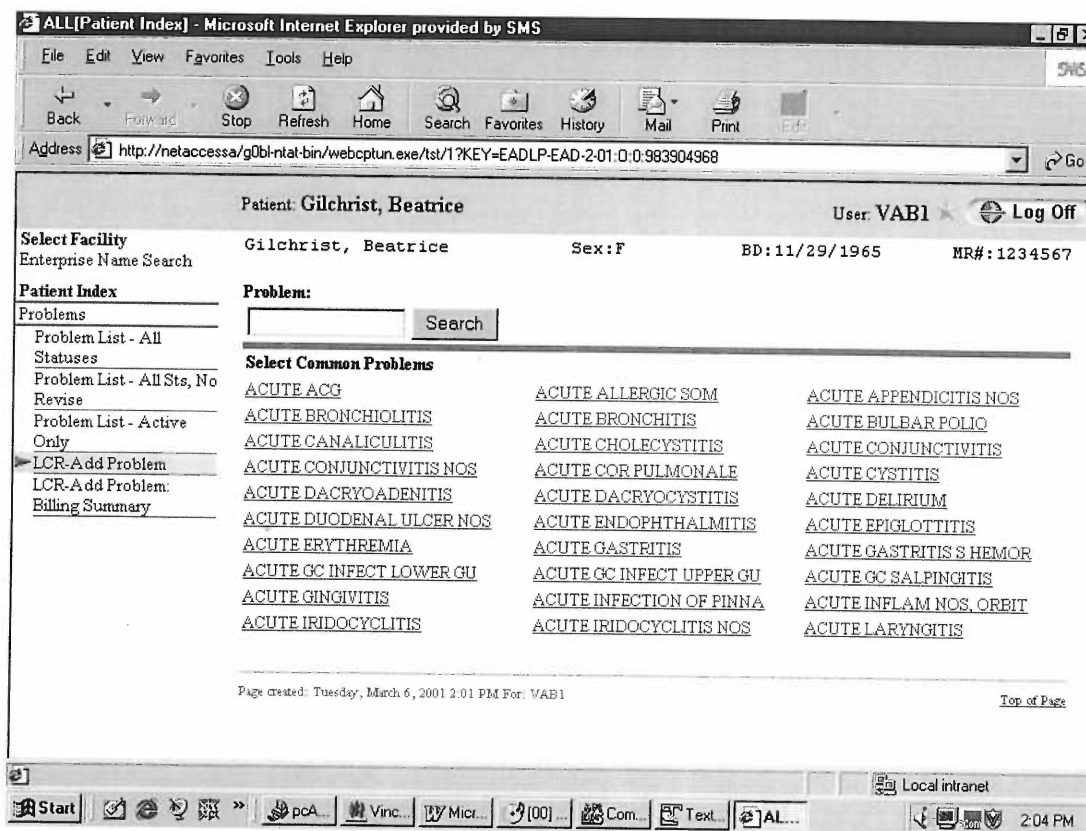 ALL[Patient Index] - Microsoft Internet Explorer provided by SMS
File Edit View Favorites Tools Help
SMS
Back Forward Stop Refresh Home Search Favorites History Mail Print Edit
Address http://netaccessa/g0bl-ntat-bin/webcptun.exe/tst/1?KEY=EADLP-EAD-2-01:0:0:983904968 Go
Patient: Gilchrist, Beatrice User: VAB1 Log Off
Select Facility
Enterprise Name Search
Gilchrist, Beatrice Sex:F BD:11/29/1965 MR#:1234567
Patient Index
Problems
Problem List - All
Statuses
Problem List - All Sts, No
Revise
Problem List - Active
Only
LCR-Add Problem
LCR-Add Problem:
Billing Summary
Problem:
Search
Select Common Problems
ACUTE ACG ACUTE ALLERGIC SOM ACUTE APPENDICITIS NOS
ACUTE BRONCHIOLITIS ACUTE BRONCHITIS ACUTE BULBAR POLIO
ACUTE CANALICULITIS ACUTE CHOLECYSTITIS ACUTE CONJUNCTIVITIS
ACUTE CONJUNCTIVITIS NOS ACUTE COR PULMONALE ACUTE CYSTITIS
ACUTE DACRYOADENITIS ACUTE DACRYOCYSTITIS ACUTE DELIRIUM
ACUTE DUODENAL ULCER NOS ACUTE ENDOPHTHALMITIS ACUTE EPIGLOTTITIS
ACUTE ERYTHREMIA ACUTE GASTRITIS ACUTE GASTRITIS S HEMOR
ACUTE GC INFECT LOWER GU ACUTE GC INFECT UPPER GU ACUTE GC SALPINGITIS
ACUTE GINGIVITIS ACUTE INFECTION OF PINNA ACUTE INFLAM NOS, ORBIT
ACUTE IRIDOCYCLITIS ACUTE IRIDOCYCLITIS NOS ACUTE LARYNGITIS
Page created: Tuesday, March 6, 2001 2:01 PM For: VAB1
Top of Page
Local intranet
Start » pcA... Vinc... Micr... [00] ... Com... Text... AL... 2:04 PM